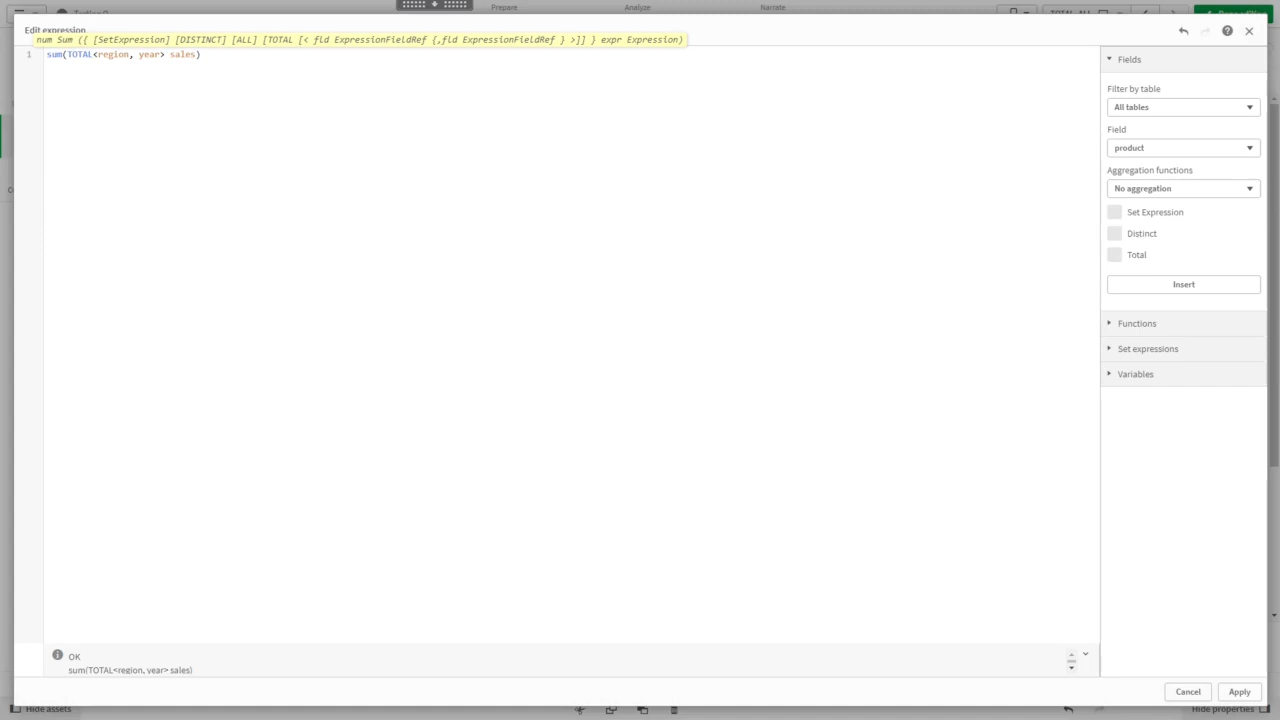 Prepare
Analyze
Narrate
Edit expression
num Sum ({ [SetExpression] [DISTINCT] [ALL] [TOTAL [< fld ExpressionFieldRef {,fld ExpressionFieldRef } >]] } expr Expression)
1 sum(TOTAL<region, year> sales)
Fields
Filter by table
All tables
Field
product
Aggregation functions
No aggregation
Set Expression
Distinct
Total
Insert
Functions
Set expressions
Variables
OK
sum(TOTAL<region, year> sales)
Cancel
Apply
Hide assets
Hide properties